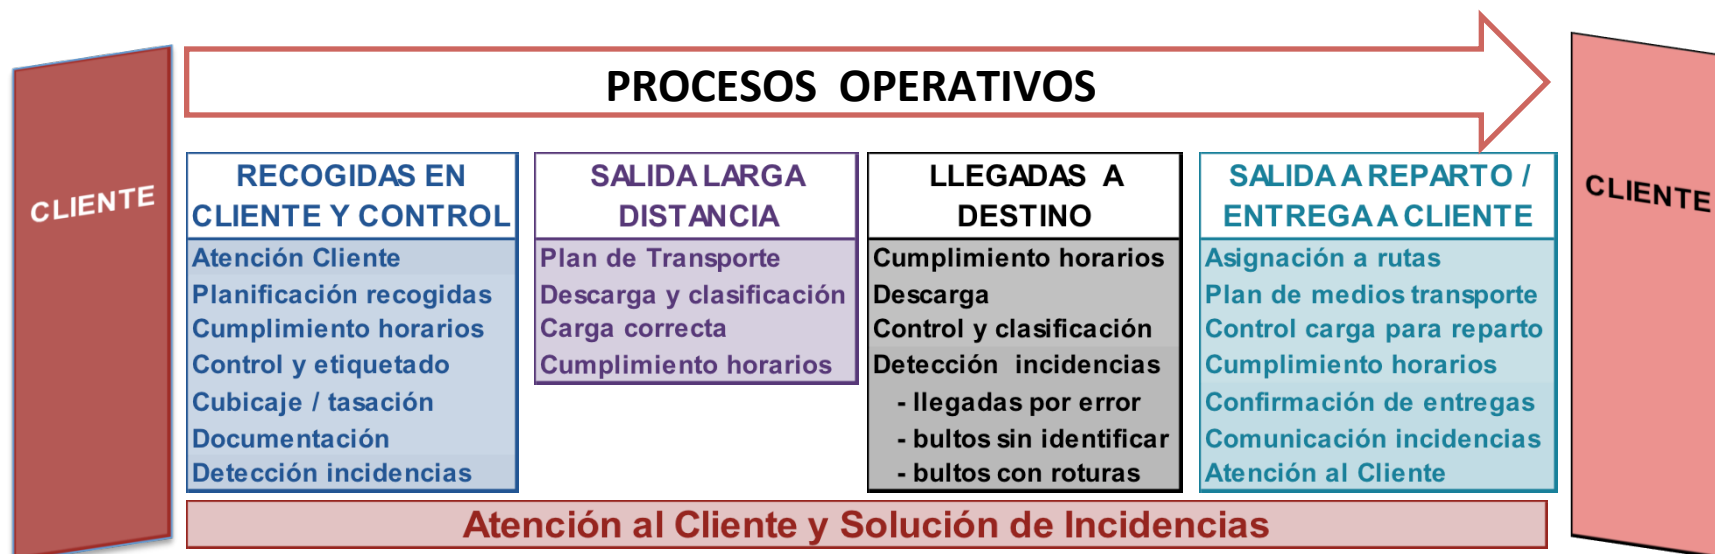 PROCESOS OPERATIVOS
CLIENTE
RECOGIDAS EN
CLIENTE Y CONTROL
Atención Cliente
Planificación recogidas
Cumplimiento horarios
Control y etiquetado
Cubicaje / tasación
Documentación
Detección incidencias
SALIDA LARGA
DISTANCIA
Plan de Transporte
Descarga y clasificación
Carga correcta
Cumplimiento horarios
LLEGADAS A
DESTINO
Cumplimiento horarios
Descarga
Control y clasificación
Detección incidencias
- llegadas por error
- bultos sin identificar
- bultos con roturas
SALIDA A REPARTO /
ENTREGA A CLIENTE
Asignación a rutas
Plan de medios transporte
Control carga para reparto
Cumplimiento horarios
Confirmación de entregas
Comunicación incidencias
Atención al Cliente
CLIENTE
Atención al Cliente y Solución de Incidencias